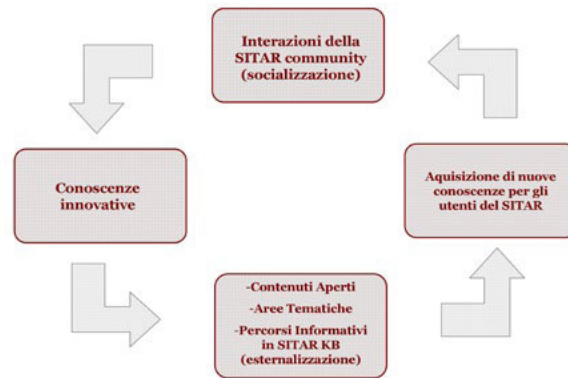 Interazioni della
SITAR community
(socializzazione)
Conoscenze
innovative
Aquisizione di nuove
conoscenze per gli
utenti del SITAR
-Contenuti Aperti
-Aree Tematiche
-Percorsi Informativi
in SITAR KB
(esternalizzazione)